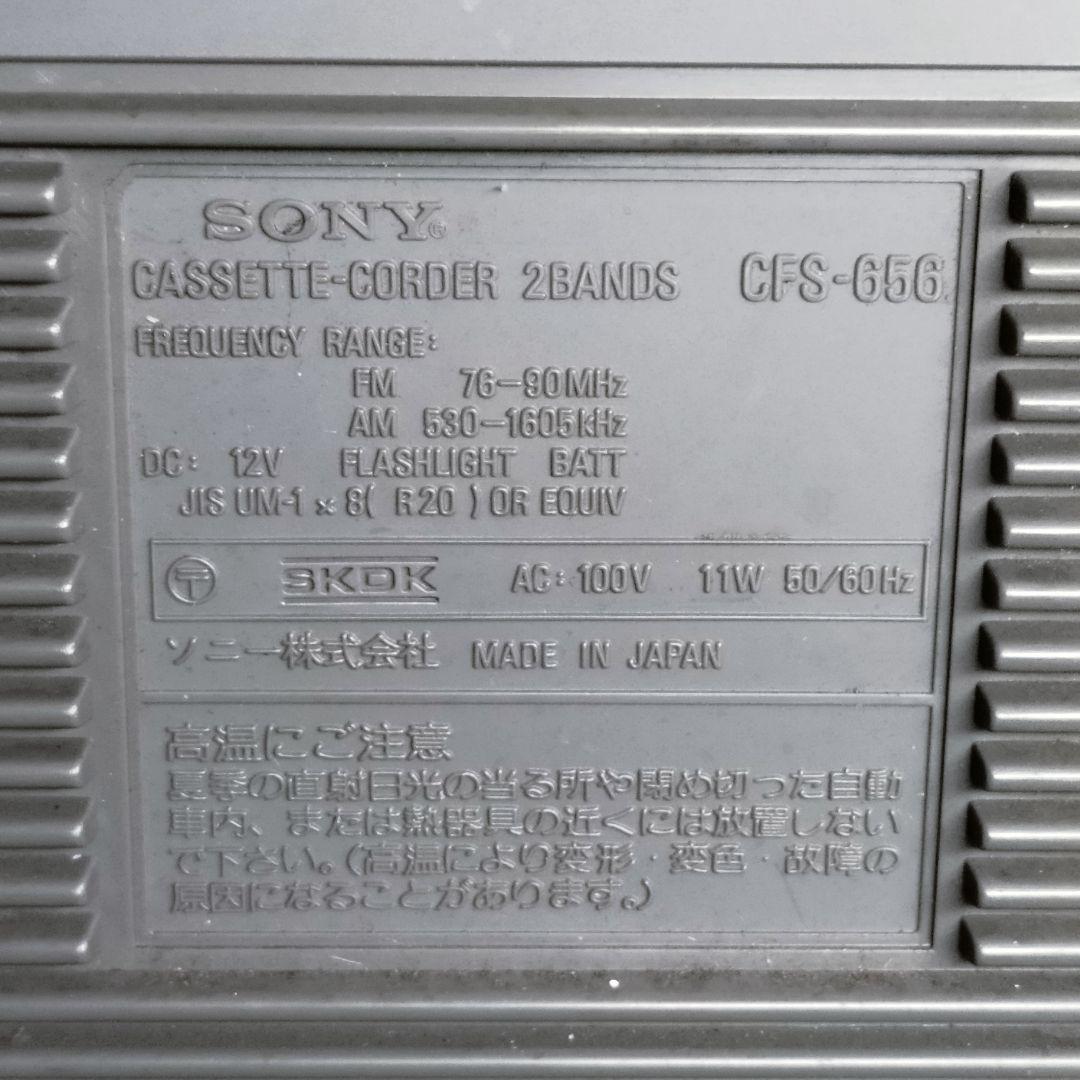 SONY®
CASSETTE-CORDER 2BANDS CFS-656
FREQUENCY RANGE:
FM 76-90MHz
AM 530-1605kHz
DC: 12V FLASHLIGHT BATT
JIS UM-1 × 8( R20 ) OR EQUIV
〶 SKDK AC: 100V 11W 50/60Hz
ソニー株式会社 MADE IN JAPAN
高温にご注意
夏季の直射日光の当る所や閉め切った自動
車内、または熱器具の近くには放置しない
で下さい。(高温により変形・変色・故障の
原因になることがあります。)